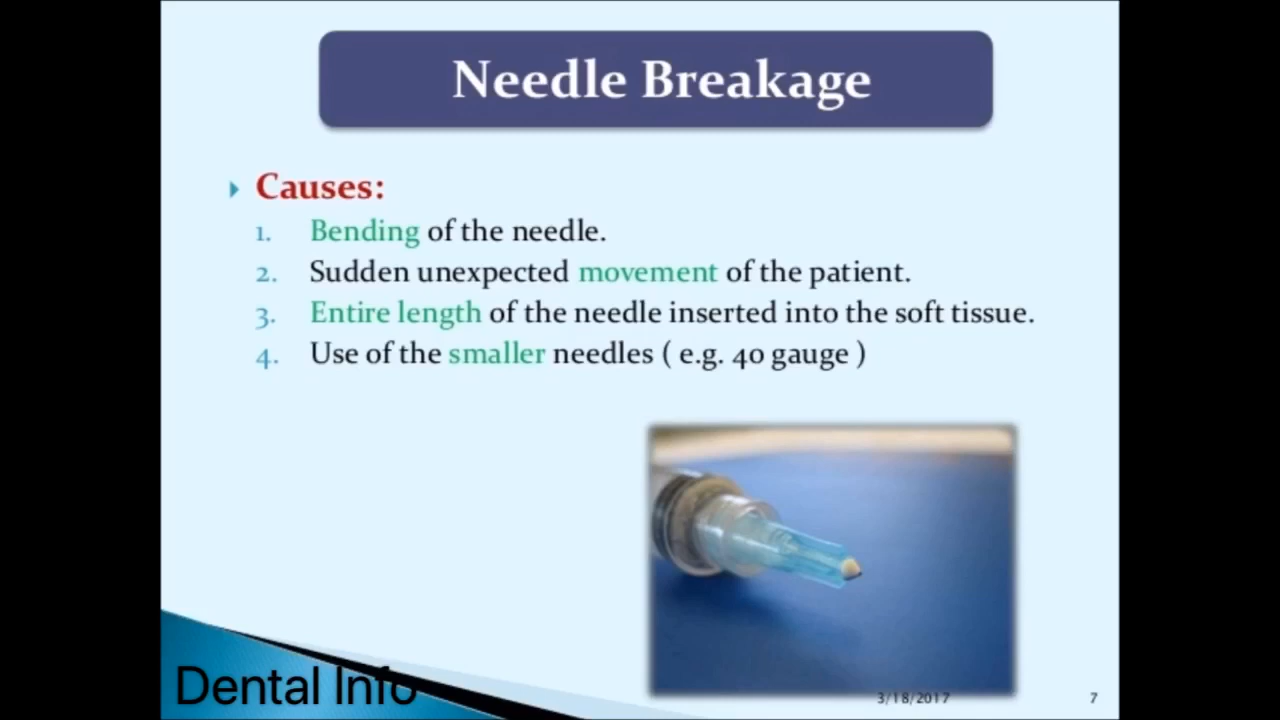 Needle Breakage
Causes:
1. Bending of the needle.
2. Sudden unexpected movement of the patient.
3. Entire length of the needle inserted into the soft tissue.
4. Use of the smaller needles ( e.g. 40 gauge )
Dental Info
3/18/2017 7